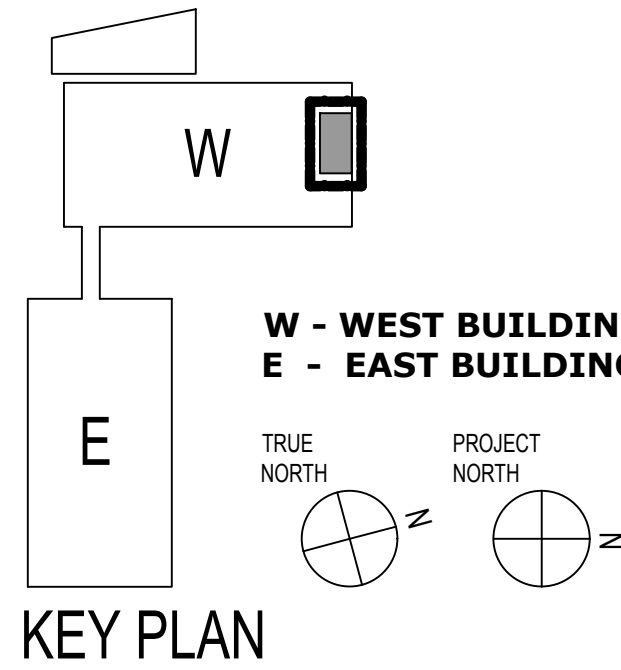 W
W - WEST BUILDIN
E - EAST BUILDING
E
TRUE
NORTH
N
PROJECT
NORTH
N
KEY PLAN